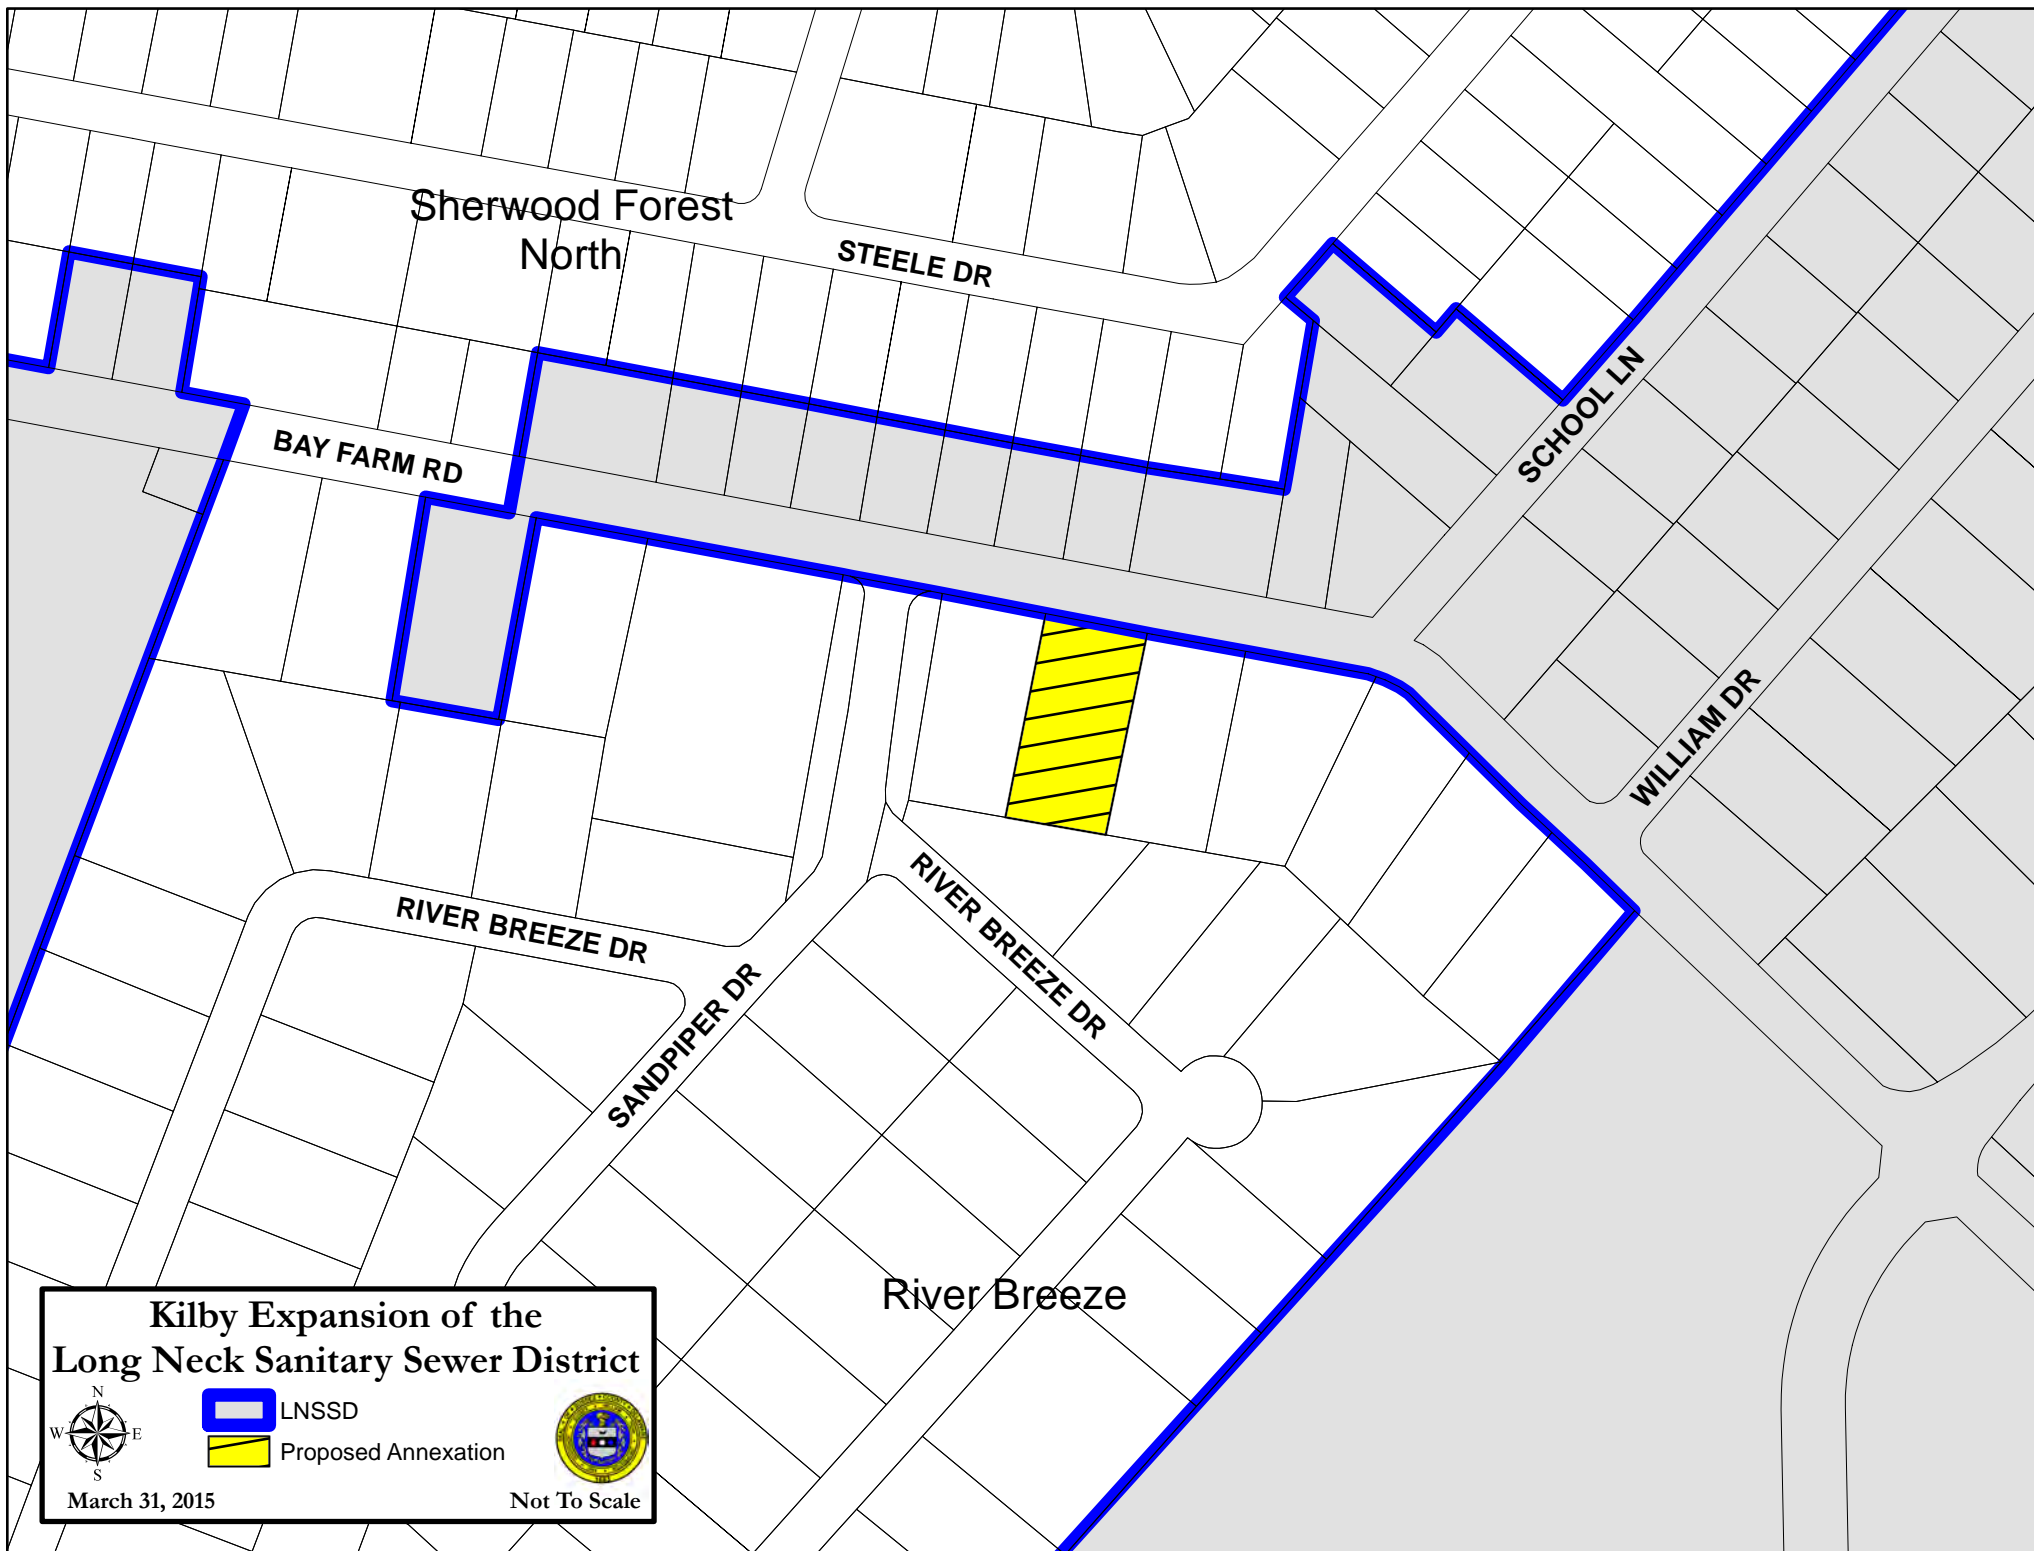 Sherwood Forest
North
STEELE DR
BAY FARM RD
SCHOOL LN
WILLIAM DR
RIVER BREEZE DR
RIVER BREEZE DR
SANDPIPER DR
River Breeze
Kilby Expansion of the
Long Neck Sanitary Sewer District
N
W
E
S
LNSSD
Proposed Annexation
March 31, 2015
Not To Scale